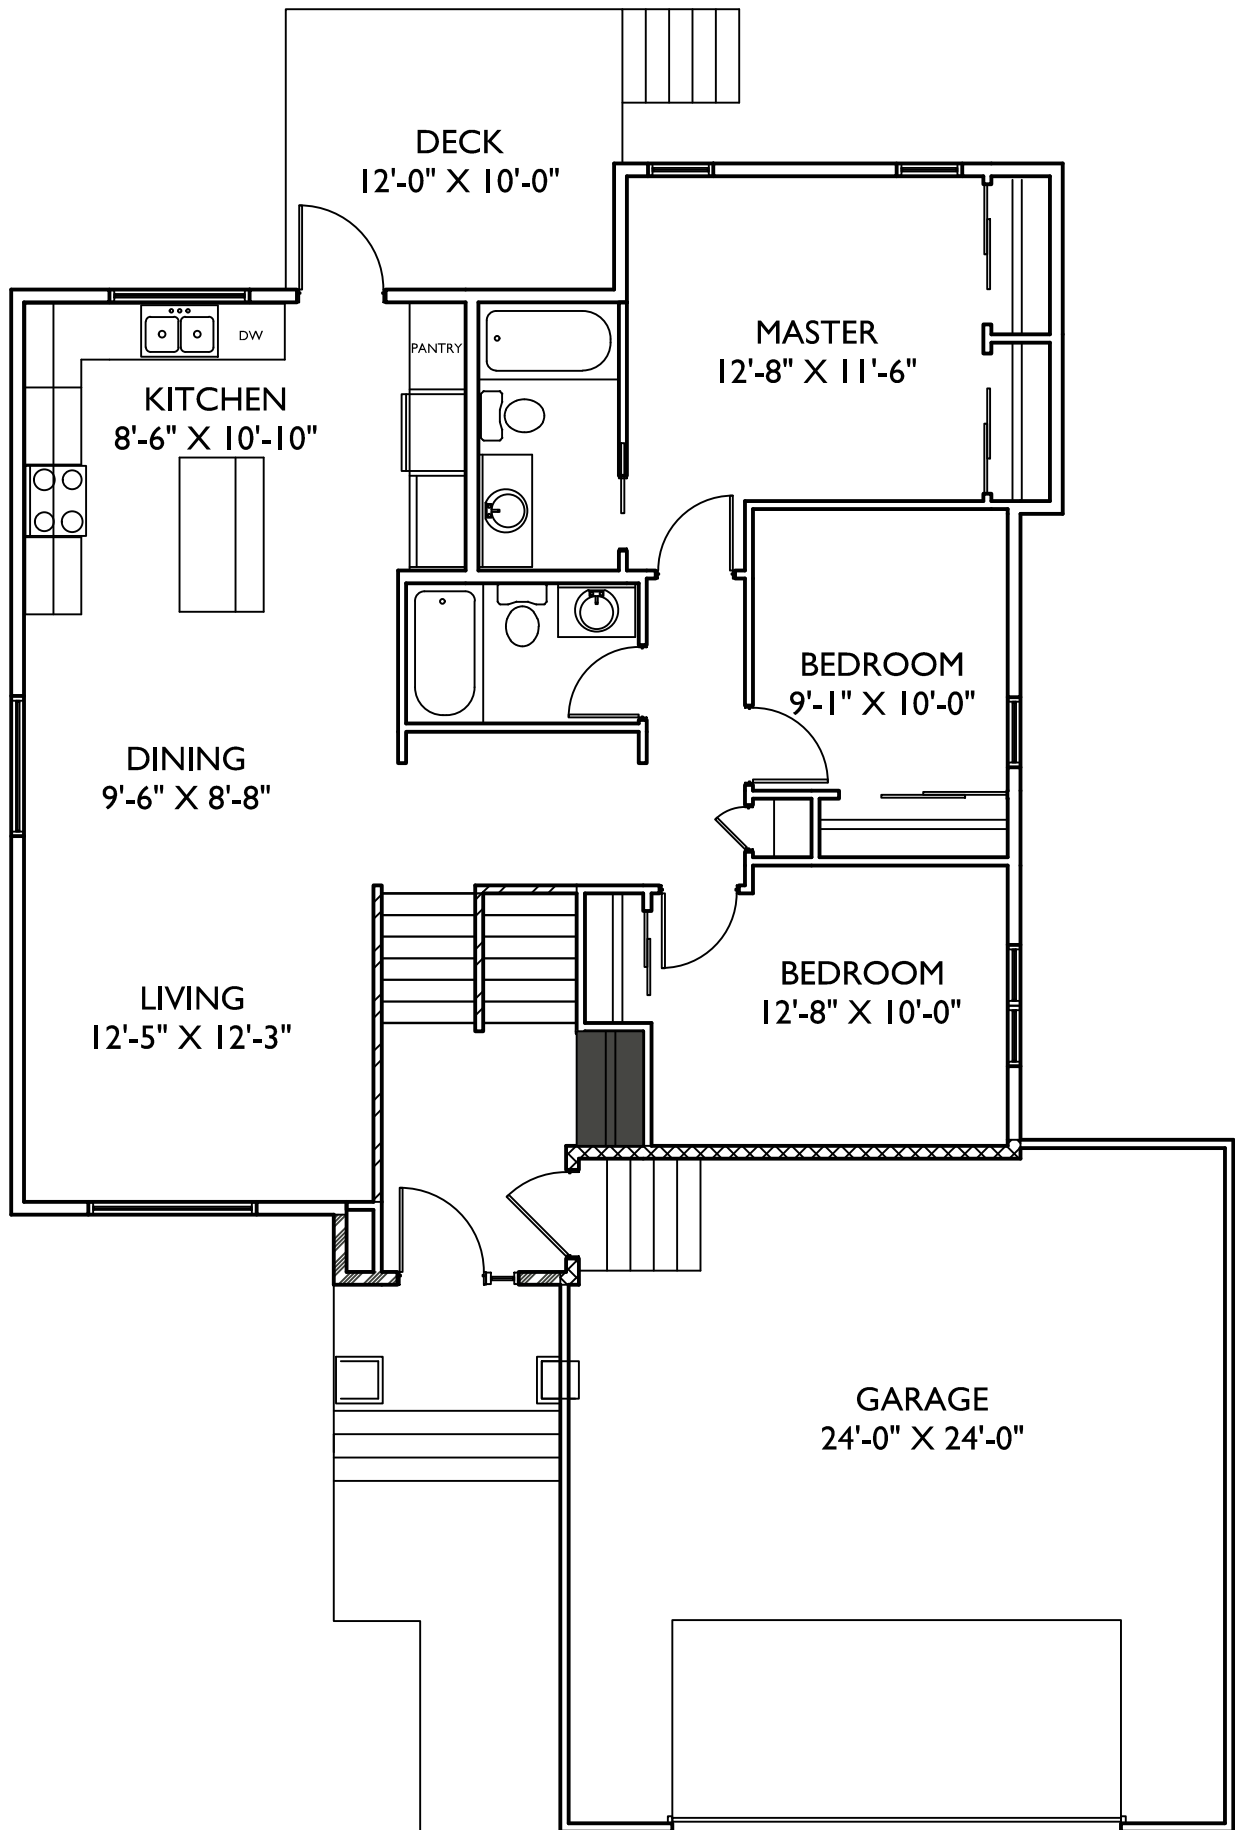 DECK
12'-0" X 10'-0"
MASTER
12'-8" X 11'-6"
DW
PANTRY
KITCHEN
8'-6" X 10'-10"
BEDROOM
9'-1" X 10'-0"
DINING
9'-6" X 8'-8"
BEDROOM
12'-8" X 10'-0"
LIVING
12'-5" X 12'-3"
GARAGE
24'-0" X 24'-0"